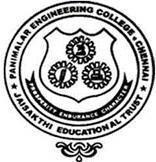 PANIMALAR ENGINEERING COLLEGE, CHENNAI
PROSPERITY ENDURANCE CHARACTER
JAISAKTHI EDUCATIONAL TRUST